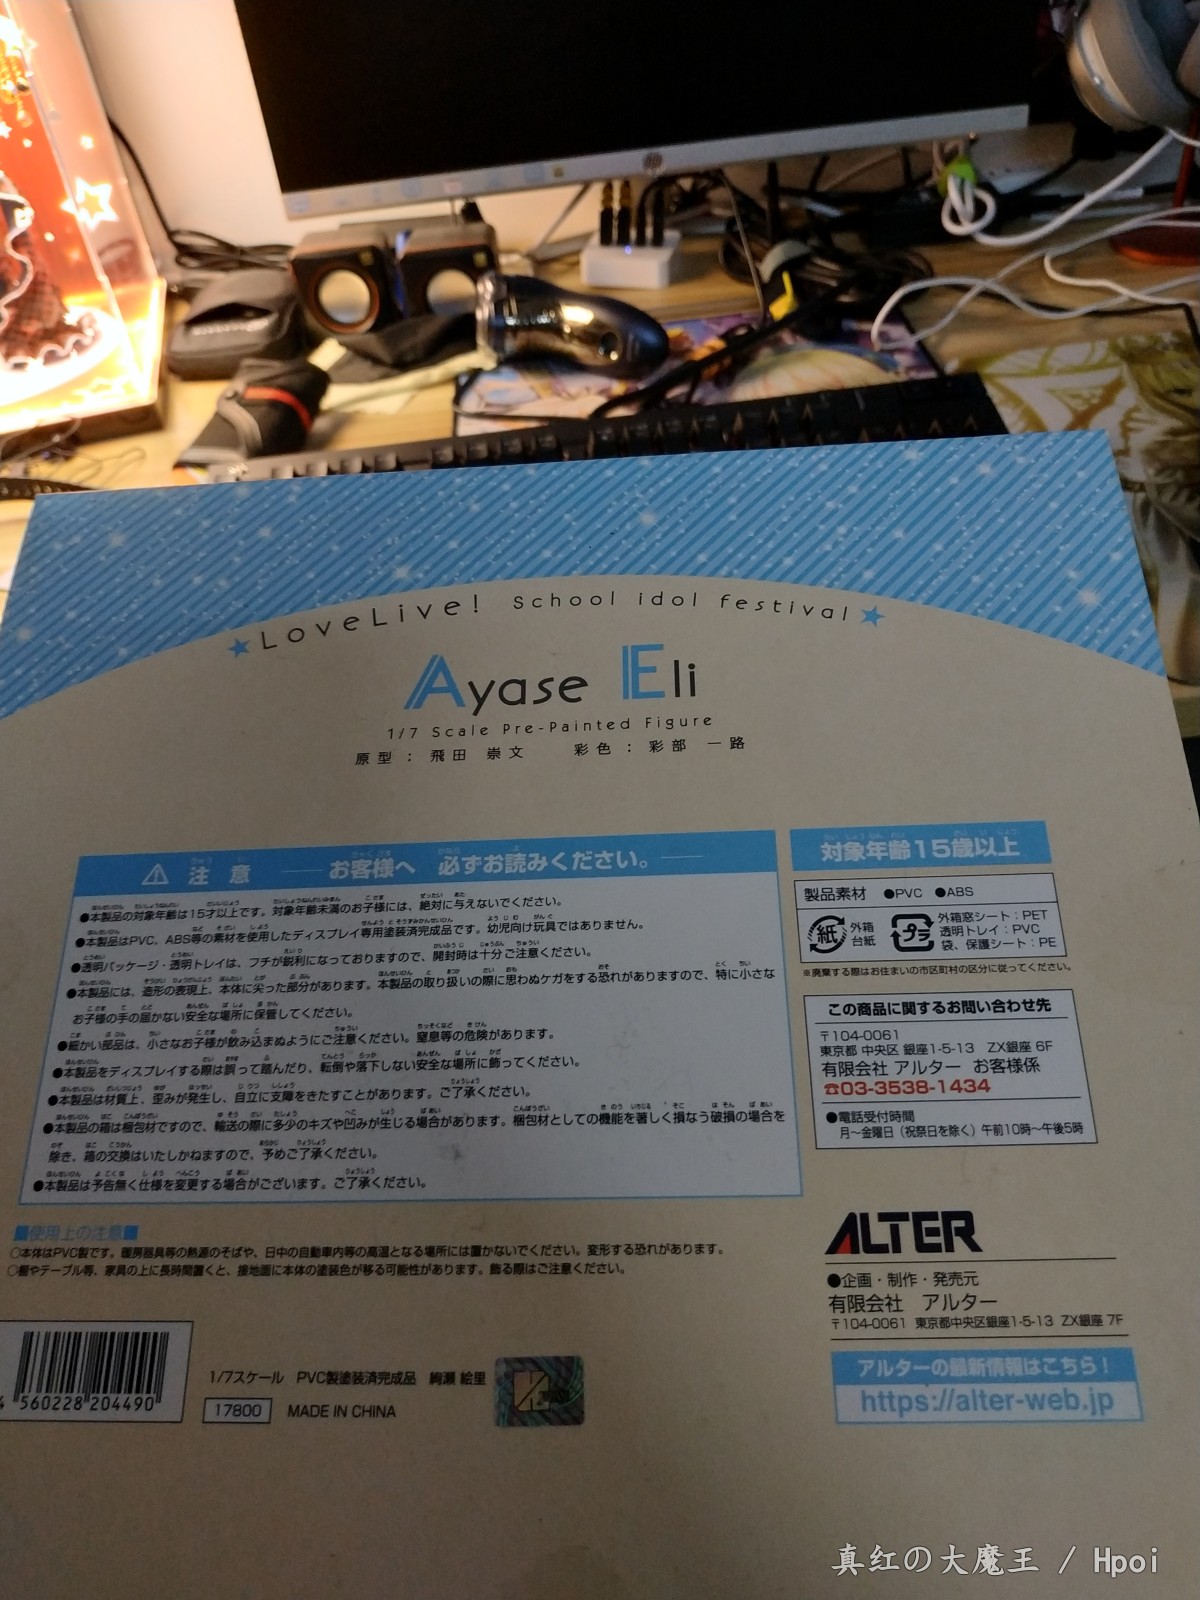 LoveLive! School idol festival
Ayase Eli
1/7 Scale Pre-Painted Figure
原型：飛田 崇文　彩色：彩部 一路
注意　お客様へ　必ずお読みください。
●本製品の対象年齢は15才以上です。対象年齢未満のお子様には、絶対に与えないでください。
●本製品はPVC、ABS等の素材を使用したディスプレイ専用塗装済完成品です。幼児向け玩具ではありません。
●透明パッケージ・透明トレイは、フチが鋭利になっておりますので、開封時は十分ご注意ください。
●本製品には、造形の表現上、本体に尖った部分があります。本製品の取り扱いの際に思わぬケガをする恐れがありますので、特に小さな
お子様の手の届かない安全な場所に保管してください。
●細かい部品は、小さなお子様が飲み込まぬようにご注意ください。窒息等の危険があります。
●本製品をディスプレイする際は誤って踏んだり、転倒や落下しない安全な場所に飾ってください。
●本製品は材質上、歪みが発生し、自立に支障をきたすことがあります。ご了承ください。
●本製品の箱は梱包材ですので、輸送の際に多少のキズや凹みが生じる場合があります。梱包材としての機能を著しく損なう破損の場合を
除き、箱の交換はいたしかねますので、予めご了承ください。
●本製品は予告無く仕様を変更する場合がございます。ご了承ください。
■使用上の注意■
○本体はPVC製です。暖房器具等の熱源のそばや、日中の自動車内等の高温となる場所には置かないでください。変形する恐れがあります。
○棚やテーブル等、家具の上に長時間置くと、接地面に本体の塗装色が移る可能性があります。飾る際はご注意ください。
4 560228 204490
1/7スケール　PVC製塗装済完成品　絢瀬 絵里
17800 MADE IN CHINA
対象年齢15歳以上
製品素材 ●PVC ●ABS
紙 外箱
台紙
プラ 外箱窓シート：PET
透明トレイ：PVC
袋、保護シート：PE
※廃棄する際はお住まいの市区町村の区分に従ってください。
この商品に関するお問い合わせ先
〒104-0061
東京都 中央区 銀座1-5-13 ZX銀座 6F
有限会社 アルター お客様係
☎03-3538-1434
●電話受付時間
月～金曜日（祝祭日を除く）午前10時～午後5時
ALTER
●企画・制作・発売元
有限会社 アルター
〒104-0061 東京都中央区銀座1-5-13 ZX銀座 7F
アルターの最新情報はこちら！
https://alter-web.jp
真红の大魔王 / Hpoi